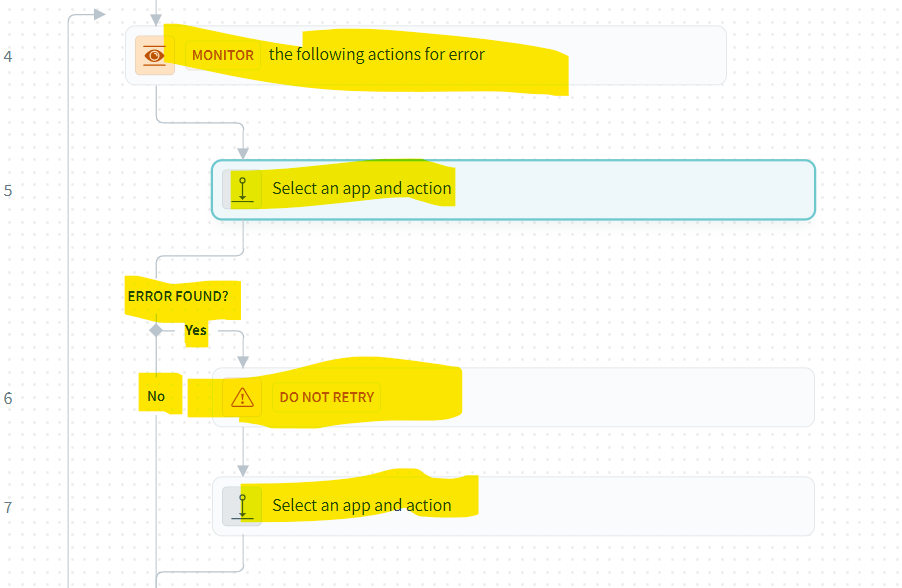 4
MONITOR the following actions for error
5
Select an app and action
ERROR FOUND?
Yes
6
No
DO NOT RETRY
7
Select an app and action